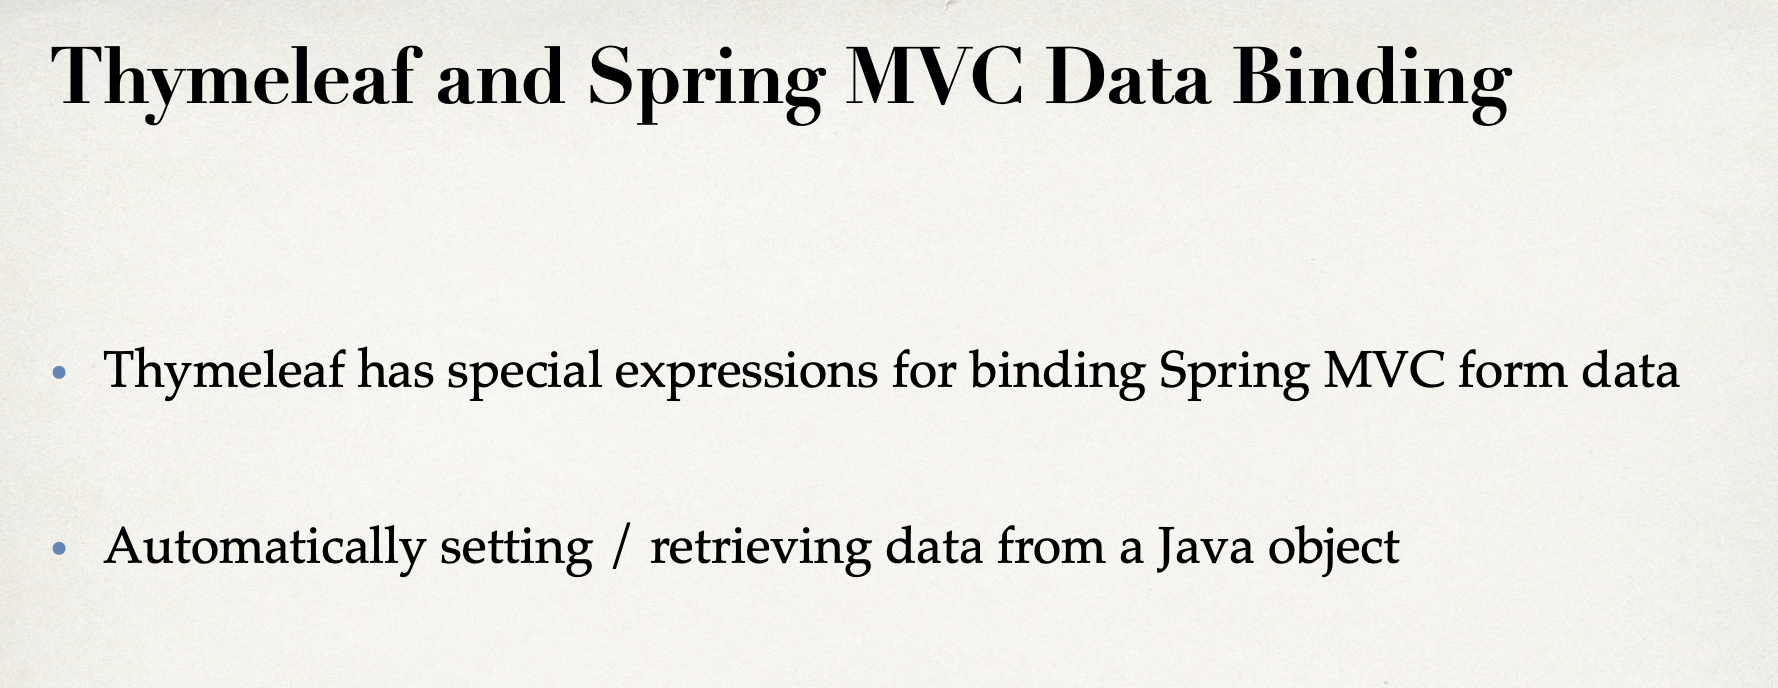 Thymeleaf and Spring MVC Data Binding
• Thymeleaf has special expressions for binding Spring MVC form data
• Automatically setting / retrieving data from a Java object